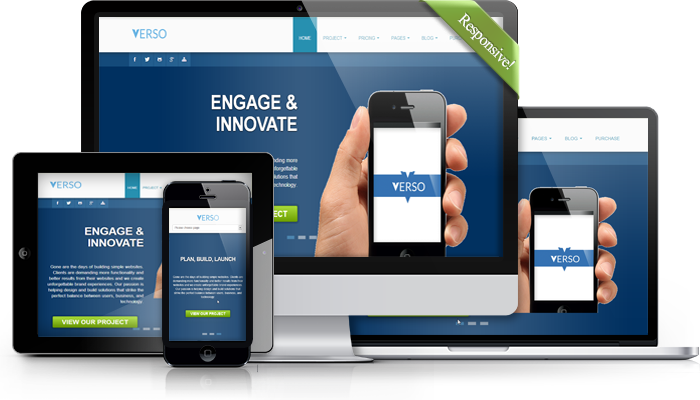 VERSO
HOME
PROJECT
PRICING
PAGES
BLOG
Responsive!
ENGAGE &
INNOVATE
VERSO
PAGES
BLOG
PURCHASE
VERSO
VERSO
HOME
PROJECT
ENGAGE &
INNOVATE
Gone are the days of building simple websites.
Clients are demanding more functionality and
better results from their websites and we create
unforgettable brand experiences. Our passion is
helping design and build solutions that strike
the perfect balance between users, business, and
technology.
VIEW OUR PROJECT
VERSO
PLAN, BUILD, LAUNCH
VIEW OUR PROJECT